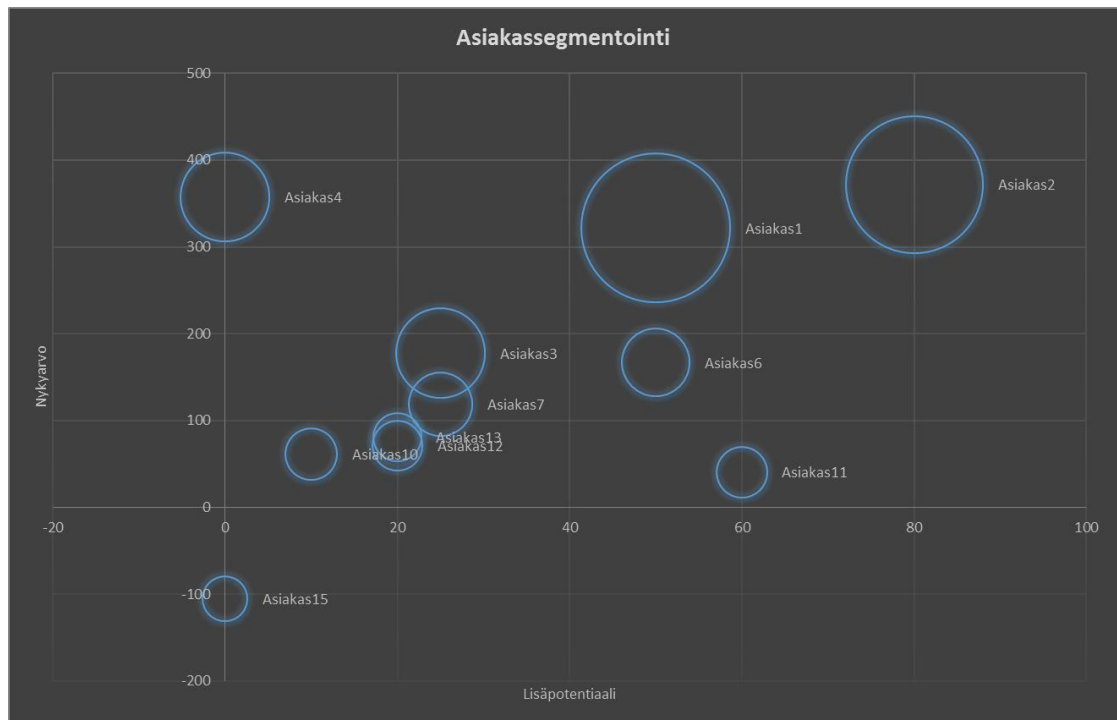 Asiakassegmentointi
500
400
Asiakas4
Asiakas2
300
Asiakas1
200
Nykyarvo
Asiakas3
Asiakas6
Asiakas7
100
Asiakas13
Asiakas12
Asiakas10
Asiakas11
0
-20
0
20
40
60
80
100
-100
Asiakas15
-200
Lisäpotentiaali